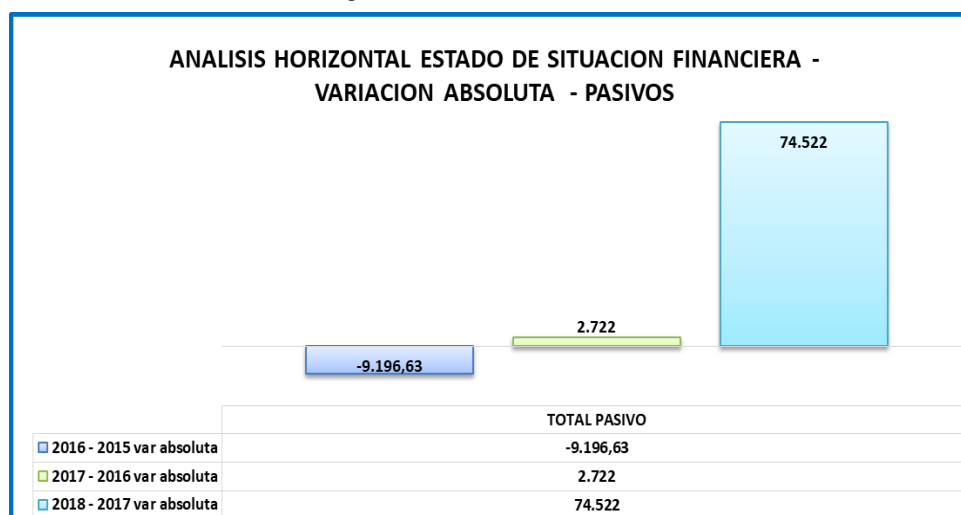 ANALISIS HORIZONTAL ESTADO DE SITUACION FINANCIERA -
VARIACION ABSOLUTA - PASIVOS
74.522
2.722
-9.196,63
TOTAL PASIVO
2016 - 2015 var absoluta -9.196,63
2017 - 2016 var absoluta 2.722
2018 - 2017 var absoluta 74.522